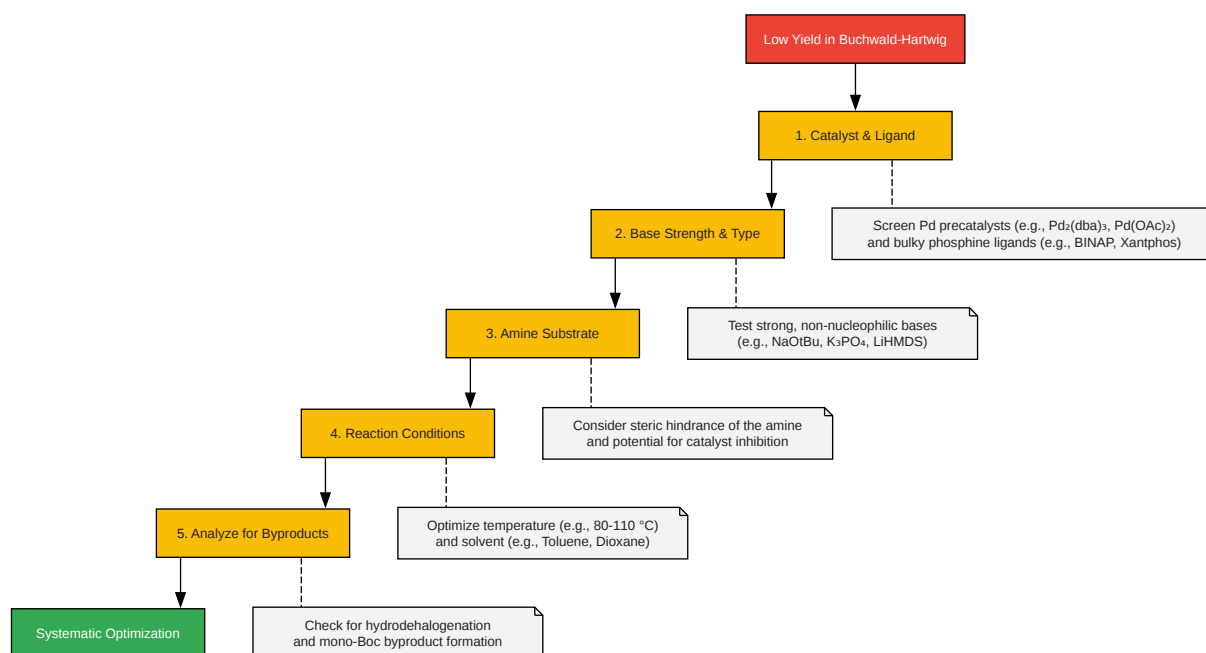 Low Yield in Buchwald-Hartwig
1. Catalyst & Ligand
Screen Pd precatalysts (e.g., Pd₂(dba)₃, Pd(OAc)₂)
and bulky phosphine ligands (e.g., BINAP, Xantphos)
2. Base Strength & Type
Test strong, non-nucleophilic bases
(e.g., NaOtBu, K₃PO₄, LiHMDS)
3. Amine Substrate
Consider steric hindrance of the amine
and potential for catalyst inhibition
4. Reaction Conditions
Optimize temperature (e.g., 80-110 °C)
and solvent (e.g., Toluene, Dioxane)
5. Analyze for Byproducts
Check for hydrodehalogenation
and mono-Boc byproduct formation
Systematic Optimization